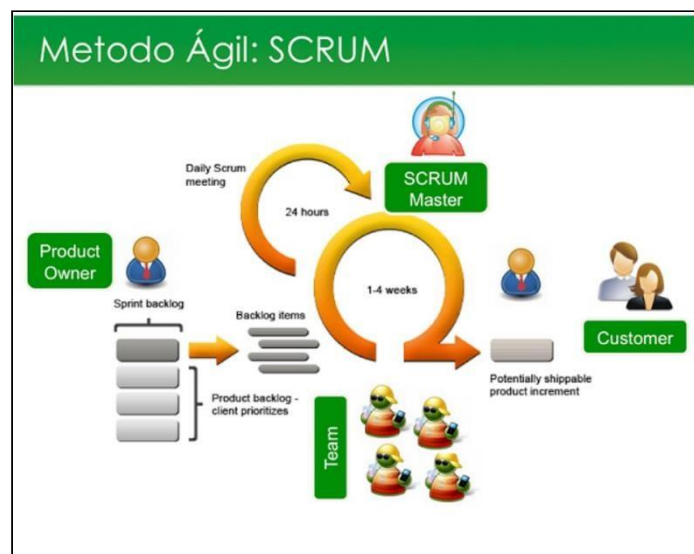 Metodo Ágil: SCRUM
Daily Scrum
meeting
24 hours
SCRUM
Master
Product
Owner
Sprint backlog
Backlog items
1-4 weeks
Customer
Product backlog -
client prioritizes
Potentially shippable
product increment
Team